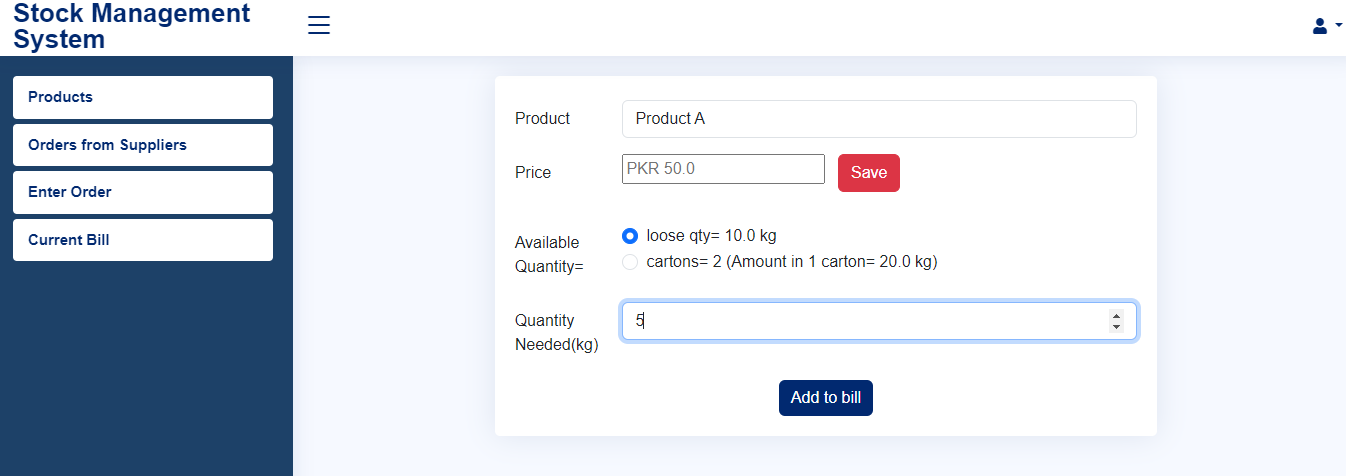 Stock Management
System
Products
Orders from Suppliers
Enter Order
Current Bill
Product
Product A
Price
PKR 50.0
Save
Available
Quantity=
loose qty= 10.0 kg
cartons= 2 (Amount in 1 carton= 20.0 kg)
Quantity
Needed(kg)
5
Add to bill